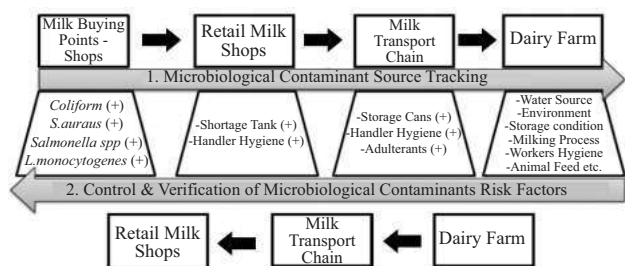 Milk Buying
Points -
Shops
Retail Milk
Shops
Milk
Transport
Chain
Dairy Farm
1. Microbiological Contaminant Source Tracking
Coliform (+)
S.auraus (+)
Salmonella spp (+)
L.monocytogenes (+)
-Shortage Tank (+)
-Handler Hygiene (+)
-Storage Cans (+)
-Handler Hygiene (+)
-Adulterants (+)
-Water Source
-Environment
-Storage condition
-Milking Process
-Workers Hygiene
-Animal Feed etc.
2. Control & Verification of Microbiological Contaminants Risk Factors
Retail Milk
Shops
Milk
Transport
Chain
Dairy Farm